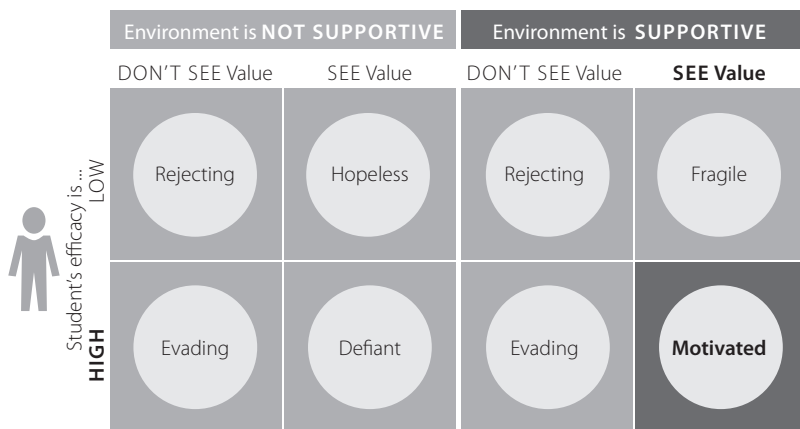 Environment is NOT SUPPORTIVE
Environment is SUPPORTIVE
DON'T SEE Value
SEE Value
DON'T SEE Value
SEE Value
Student's efficacy is ...
LOW
Rejecting
Hopeless
Rejecting
Fragile
HIGH
Evading
Defiant
Evading
Motivated